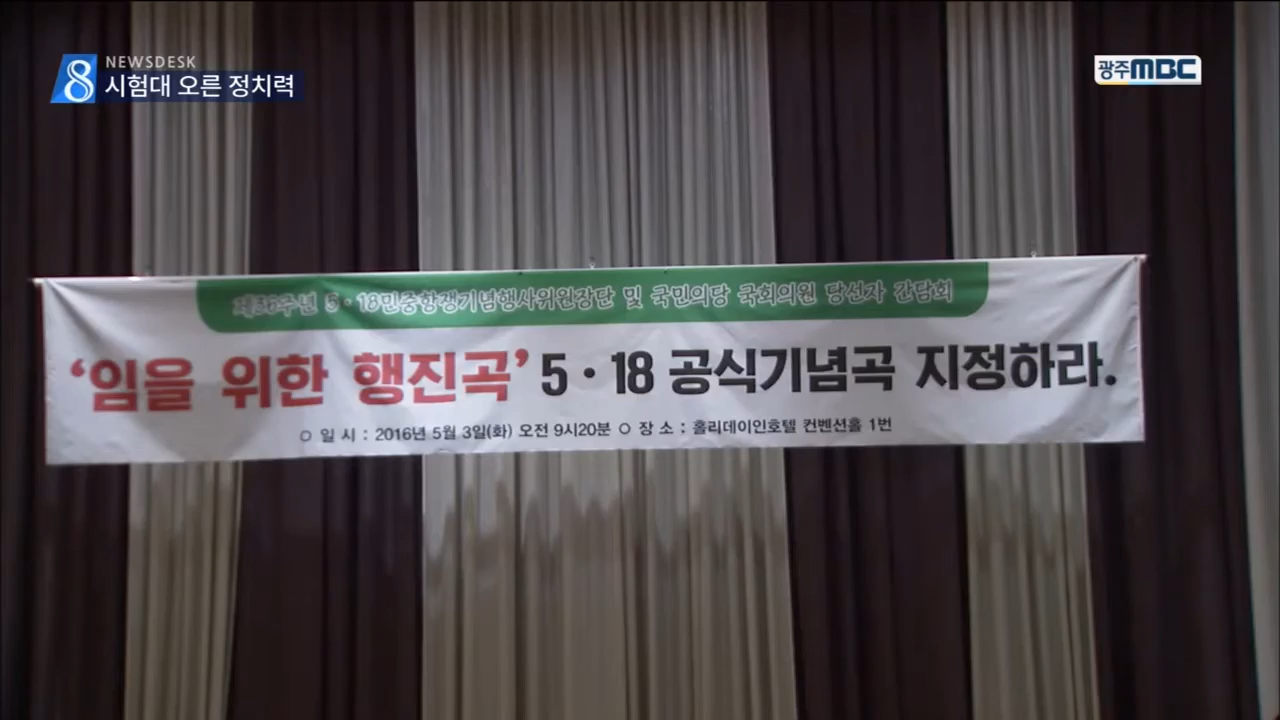 NEWSDESK
8 시험대 오른 정치력
광주MBC
제36주년 5·18민중항쟁기념행사위원장단 및 국민의당 국회의원 당선자 간담회
‘임을 위한 행진곡’ 5·18 공식기념곡 지정하라.
○ 일 시 : 2016년 5월 3일(화) 오전 9시20분 ○ 장 소 : 홀리데이인호텔 컨벤션홀 1번